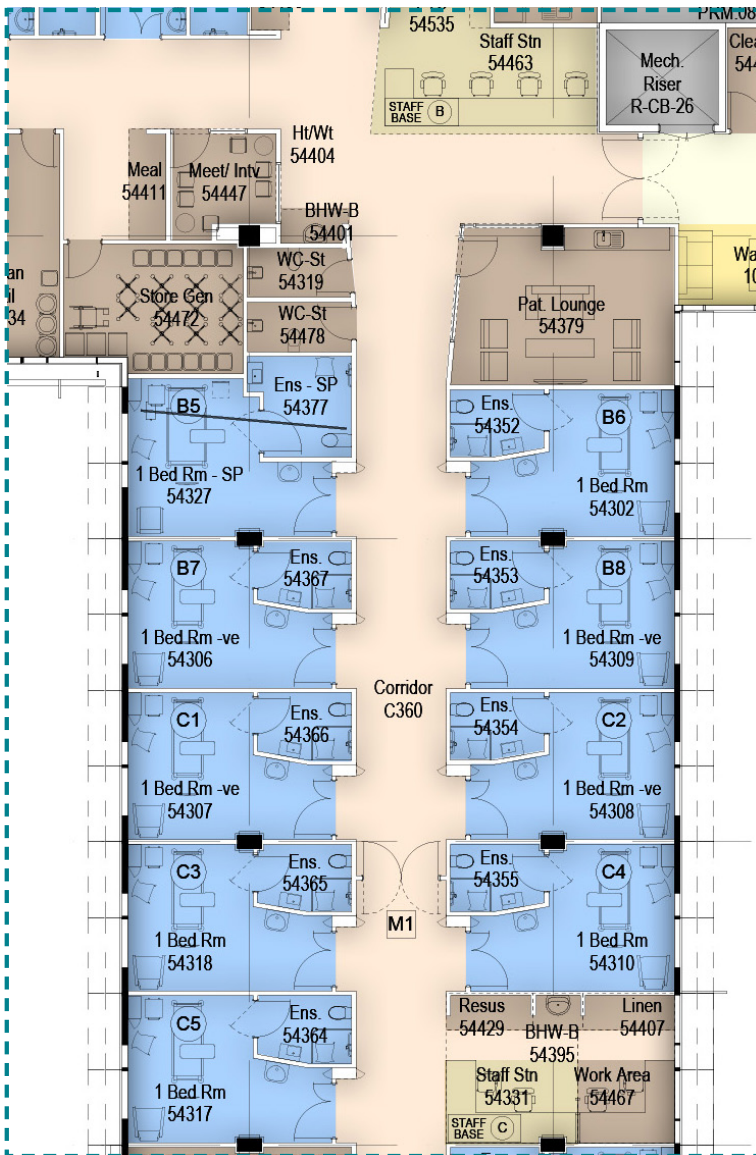 PRM.08
54535
Staff Stn
54463
STAFF
BASE
B
Mech.
Riser
R-CB-26
Ht/Wt
54404
Meal
54411
Meet/ Intv
54447
BHW-B
54401
WC-St
54319
Store Gen
54472
WC-St
54478
Pat. Lounge
54379
Ens - SP
54377
B5
1 Bed Rm - SP
54327
Ens.
54352
B6
1 Bed Rm
54302
B7
Ens.
54367
1 Bed Rm -ve
54306
Ens.
54353
B8
1 Bed Rm -ve
54309
Corridor
C360
C1
Ens.
54366
1 Bed Rm -ve
54307
Ens.
54354
C2
1 Bed Rm -ve
54308
C3
Ens.
54365
1 Bed Rm
54318
Ens.
54355
C4
1 Bed Rm
54310
M1
C5
Ens.
54364
1 Bed Rm
54317
Resus
54429
BHW-B
54395
Linen
54407
Staff Stn
54331
Work Area
54467
STAFF
BASE
C